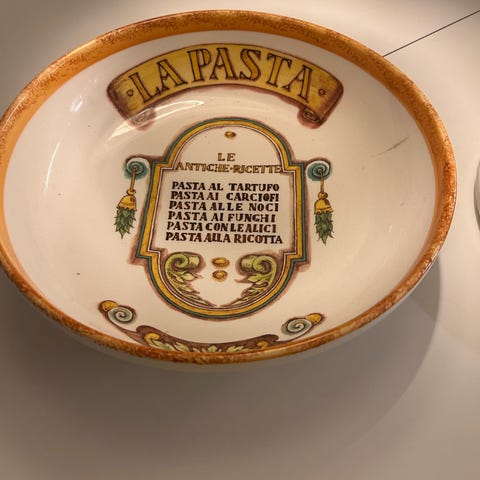 LA PASTA
LE
ANTICHE·RICETTE
PASTA AL TARTUFO
PASTA AI CARCIOFI
PASTA ALLE NOCI
PASTA AI FUNGHI
PASTA CON LE ALICI
PASTA ALLA RICOTTA